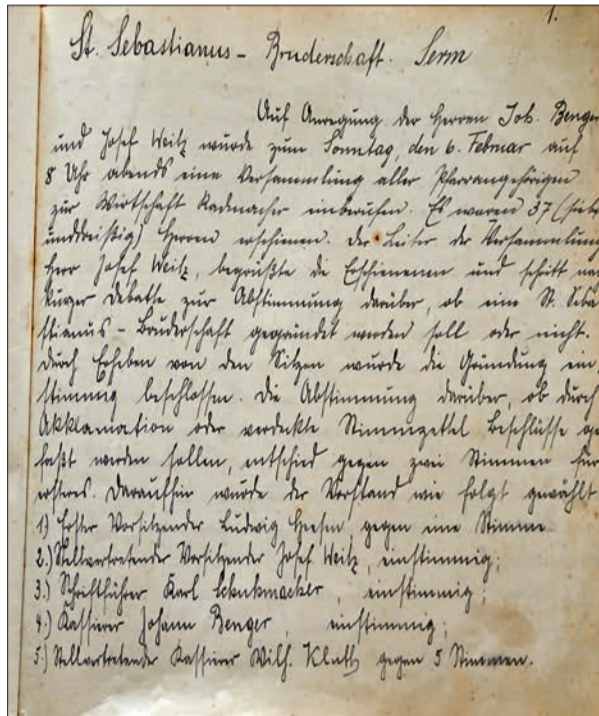 1.
St. Sebastianus - Bruderschaft. Serm
Auf Anregung der Herren Joh. Benger
und Josef Weitz wurde zum Sonntag, den 6. Februar auf
8 Uhr abends eine Versammlung aller Pfarrangehörigen
zur Wirtschaft Radmacher einberufen. Es waren 37 (sieb
unddreißig) Herren erschienen. Der Leiter der Versammlung
Herr Josef Weitz, begrüßte die Erschienenen und schritt nac
kurzer Debatte zur Abstimmung darüber, ob eine St. Seba
stianus - Bruderschaft gegründet werden soll oder nicht.
Durch Erheben von den Sitzen wurde die Gründung ein,
stimmig beschlossen. Die Abstimmung darüber, ob durch
Akklamation oder verdeckte Stimmzettel Beschlüsse ge
faßt werden sollen, entschied gegen zwei Stimmen für
ersteres. Daraufhin wurde der Vorstand wie folgt gewählt
1) Erster Vorsitzender Ludwig Geesen gegen eine Stimme
2.) Stellvertretender Vorsitzender Josef Weitz, einstimmig;
3.) Schriftführer Karl Schuhmacher, einstimmig;
4.) Kassierer Johann Benger, einstimmig;
5.) Stellvertretender Kassierer Wilh. gegen 5 Stimmen.